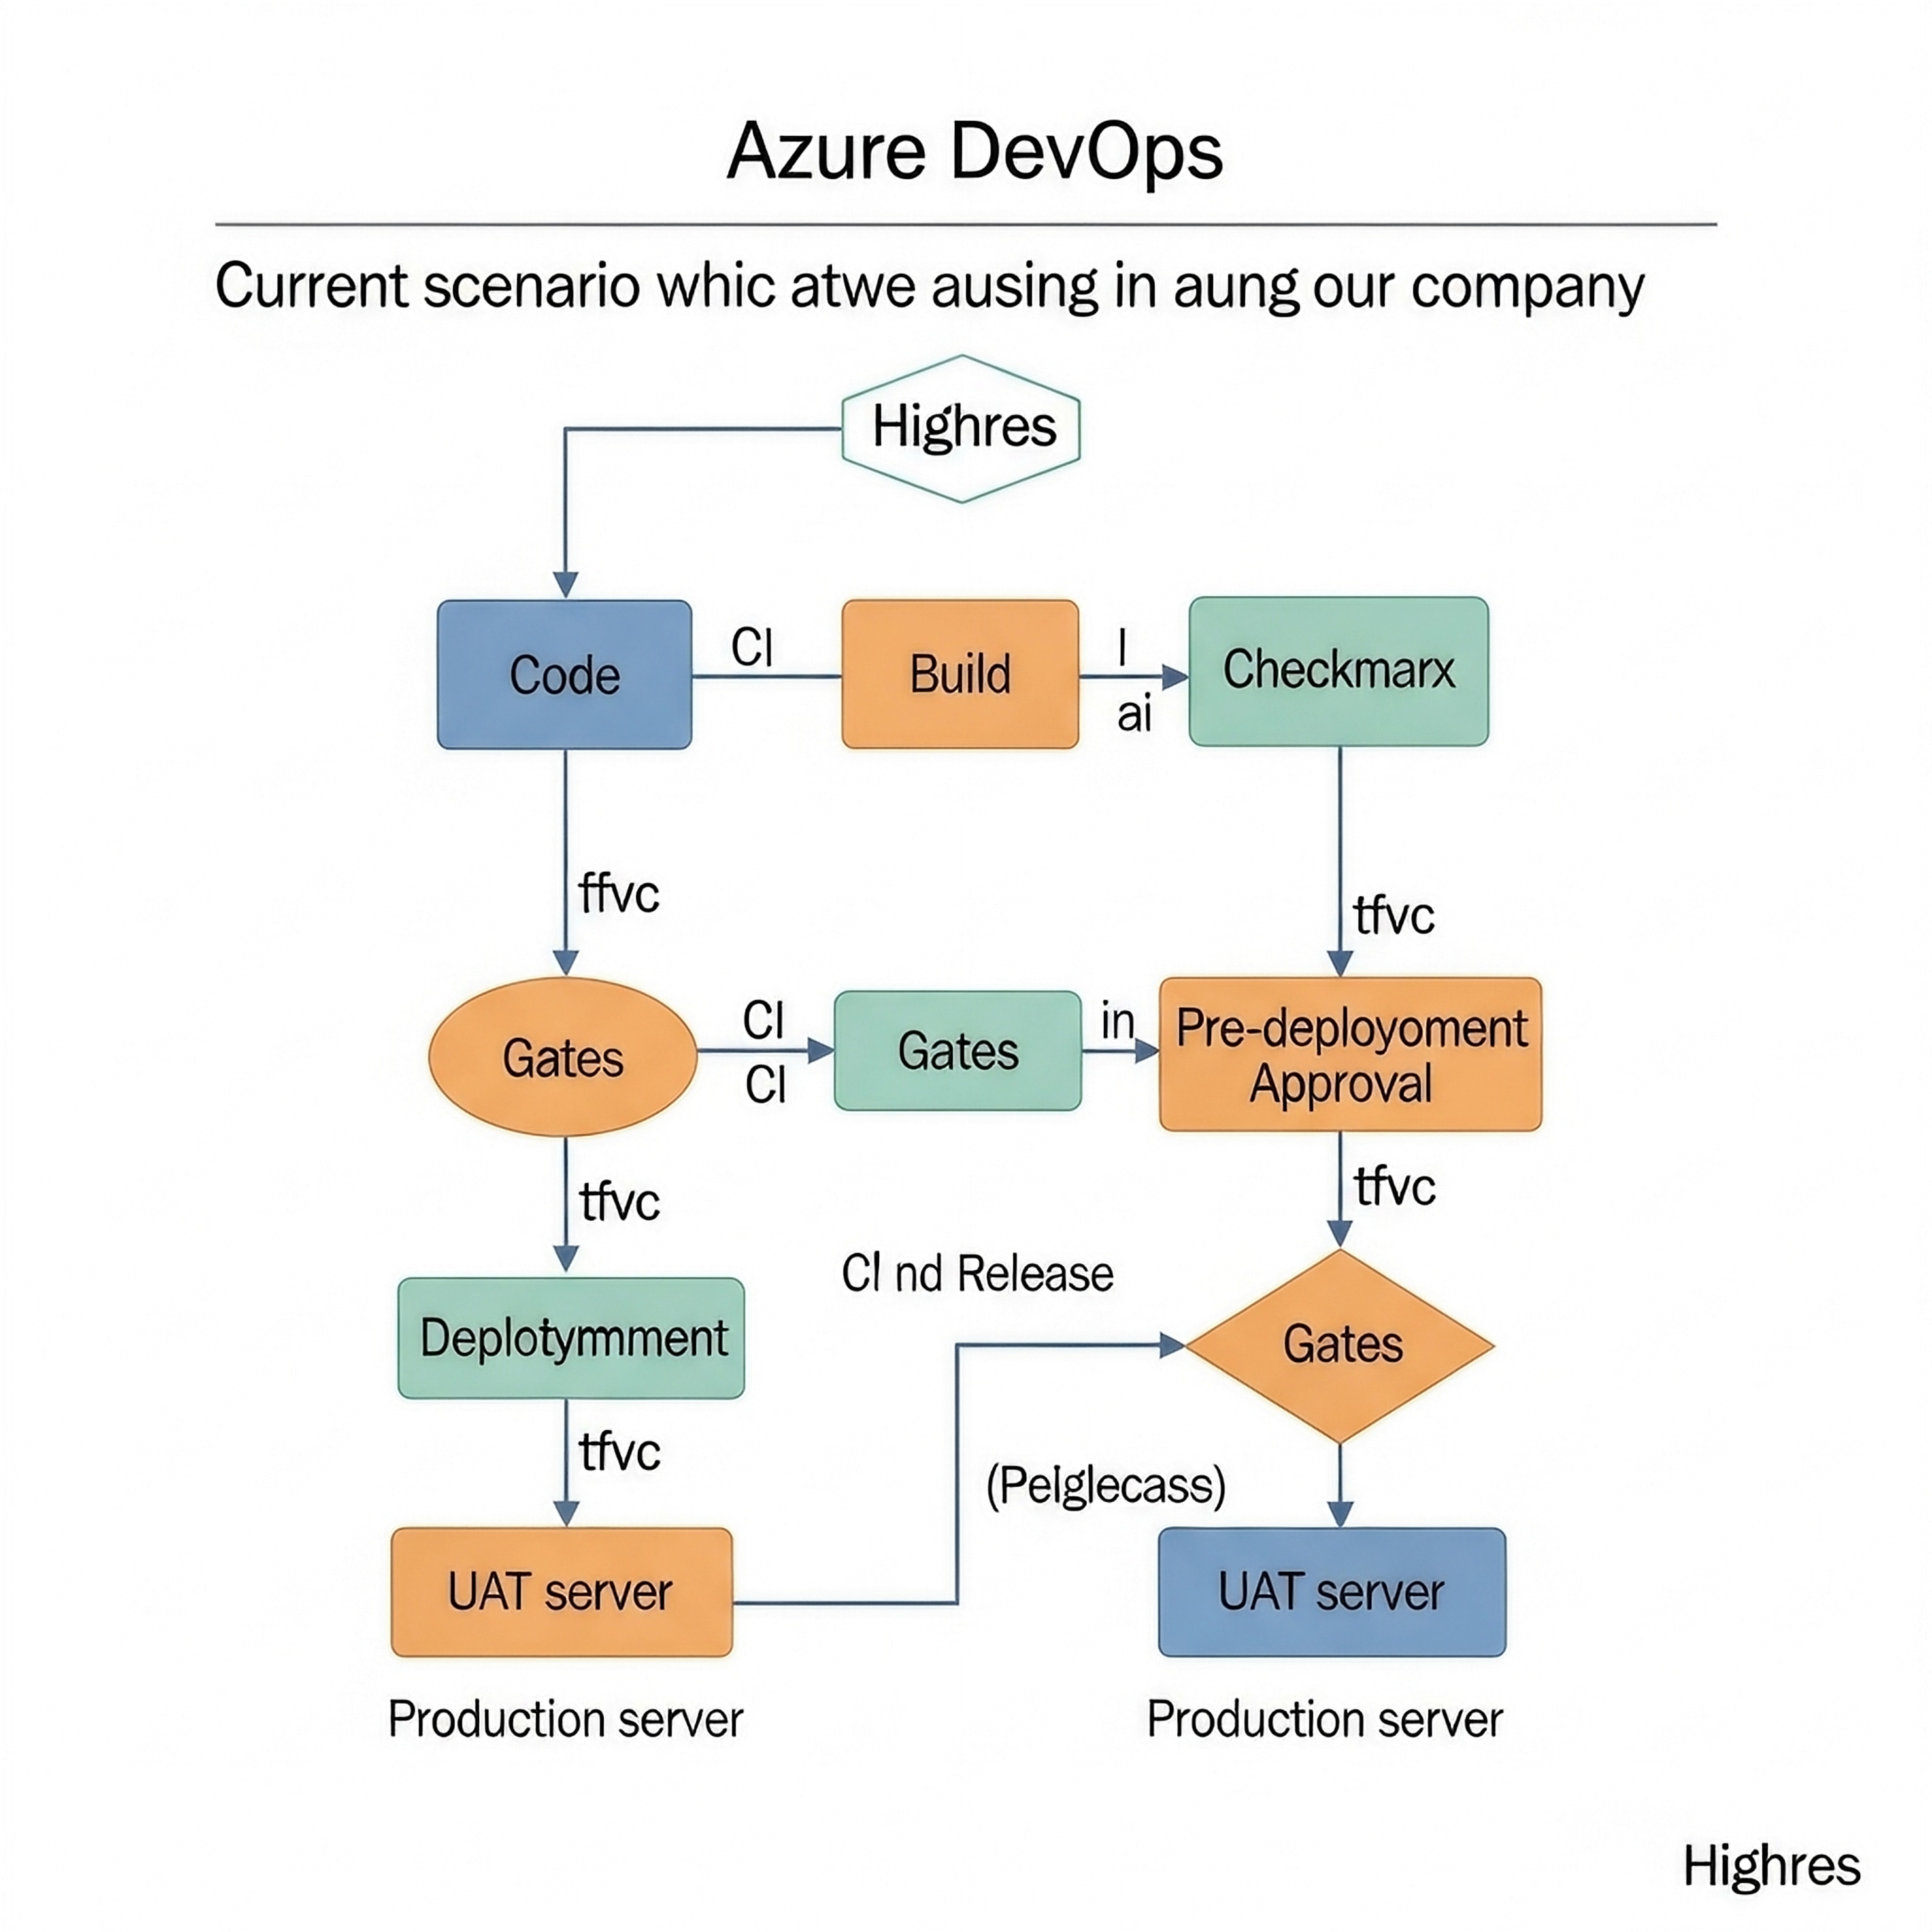 Azure DevOps
Current scenario whic atwe ausing in aung our company
Highres
Code
CI
Build
I
ai
Checkmarx
ffvc
tfvc
Gates
CI
CI
Gates
in
Pre-deployoment
Approval
tfvc
tfvc
CI nd Release
Deplotymmment
Gates
tfvc
(Pelglecass)
UAT server
UAT server
Production server
Production server
Highres